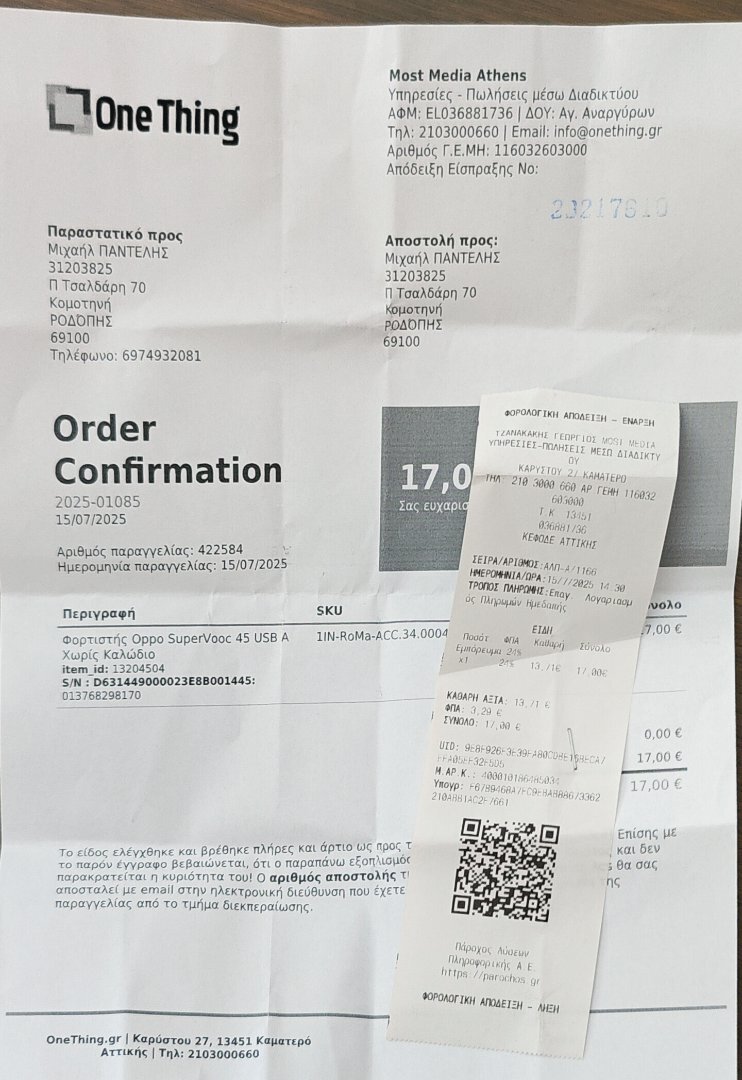 One Thing
Most Media Athens
Υπηρεσίες - Πωλήσεις μέσω Διαδικτύου
ΑΦΜ: EL036881736 | ΔΟΥ: Αγ. Αναργύρων
Τηλ: 2103000660 | Email: info@onething.gr
Αριθμός Γ.Ε.ΜΗ: 116032603000
Απόδειξη Είσπραξης Νο:
Παραστατικό προς
Μιχαήλ ΠΑΝΤΕΛΗΣ
31203825
Π Τσαλδάρη 70
Κομοτηνή
ΡΟΔΟΠΗΣ
69100
Τηλέφωνο: 6974932081
Αποστολή προς:
Μιχαήλ ΠΑΝΤΕΛΗΣ
31203825
Π Τσαλδάρη 70
Κομοτηνή
ΡΟΔΟΠΗΣ
69100
Order
Confirmation
2025-01085
15/07/2025
Αριθμός παραγγελίας: 422584
Ημερομηνία παραγγελίας: 15/07/2025
17,0
Σας ευχαρισ
Περιγραφή SKU νολο
Φορτιστής Oppo SuperVooc 45 USB A 1IN-RoMa-ACC.34.0004 7,00 €
Χωρίς Καλώδιο
item_id: 13204504
S/N : D631449000023E8B001445:
013768298170
0,00 €
17,00 €
17,00 €
Το είδος ελέγχθηκε και βρέθηκε πλήρες και άρτιο ως προς τ
το παρόν έγγραφο βεβαιώνεται, ότι ο παραπάνω εξοπλισμός
παρακρατείται η κυριότητα του! Ο αριθμός αποστολής τ
αποσταλεί με email στην ηλεκτρονική διεύθυνση που έχετε
παραγγελίας από το τμήμα διεκπεραίωσης.
Επίσης με
και δεν
ς θα σας
ης
OneThing.gr | Καρύστου 27, 13451 Καματερό
Αττικής | Τηλ: 2103000660
ΦΟΡΟΛΟΓΙΚΗ ΑΠΟΔΕΙΞΗ – ΕΝΑΡΞΗ
ΤΖΑΝΑΚΑΚΗΣ ΓΕΩΡΓΙΟΣ MOST MEDIA
ΥΠΗΡΕΣΙΕΣ-ΠΩΛΗΣΕΙΣ ΜΕΣΩ ΔΙΑΔΙΚΤΥ
ΟΥ
ΚΑΡΥΣΤΟΥ 27 ΚΑΜΑΤΕΡΟ
ΤΗΛ 210 3000 660 ΑΡ ΓΕΜΗ 116032
603000
Τ Κ 13451
036881736
ΚΕΦΟΔΕ ΑΤΤΙΚΗΣ
ΣΕΙΡΑ/ΑΡΙΘΜΟΣ:ΑΛΠ-Α/1166
ΗΜΕΡΟΜΗΝΙΑ/ΩΡΑ:15/7/2025 14:30
ΤΡΟΠΟΣ ΠΛΗΡΩΜΗΣ:Επαγ. Λογαριασμ
ός Πληρωμών Ημεδαπής
ΕΙΔΗ
Ποσότ ΦΠΑ Καθαρή Σύνολο
Εμπόρευμα 24%
x1 24% 13,71€ 17,00€
ΚΑΘΑΡΗ ΑΞΙΑ: 13,71 €
ΦΠΑ: 3,29 €
ΣΥΝΟΛΟ: 17,00 €
UID:
Μ.ΑΡ.Κ.:
Υπογρ:
Πάροχος Λύσεων
Πληροφορικής Α.Ε.
https://parochos.gr
ΦΟΡΟΛΟΓΙΚΗ ΑΠΟΔΕΙΞΗ – ΛΗΞΗ